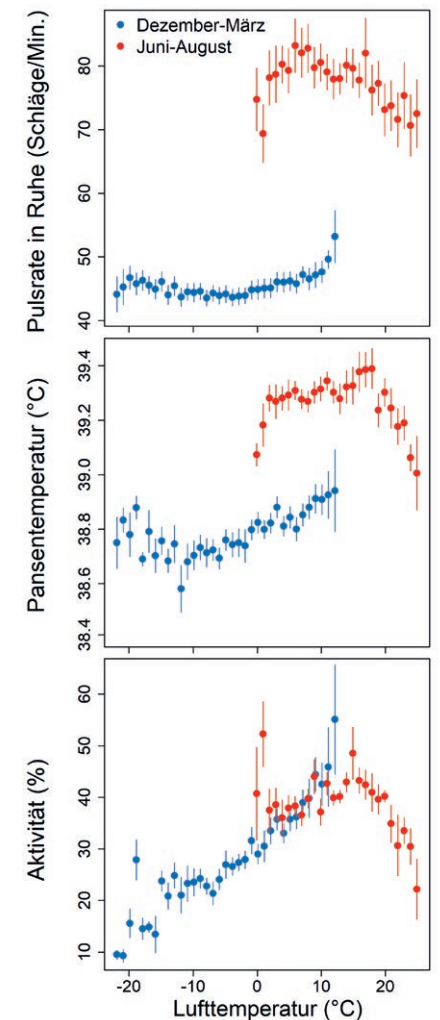 Dezember-März
Juni-August
Pulsrate in Ruhe (Schläge/Min.)
80
70
60
50
40
Pansentemperatur (°C)
39.4
39.2
39.0
38.8
38.6
38.4
Aktivität (%)
60
50
40
30
20
10
-20 -10 0 10 20
Lufttemperatur (°C)